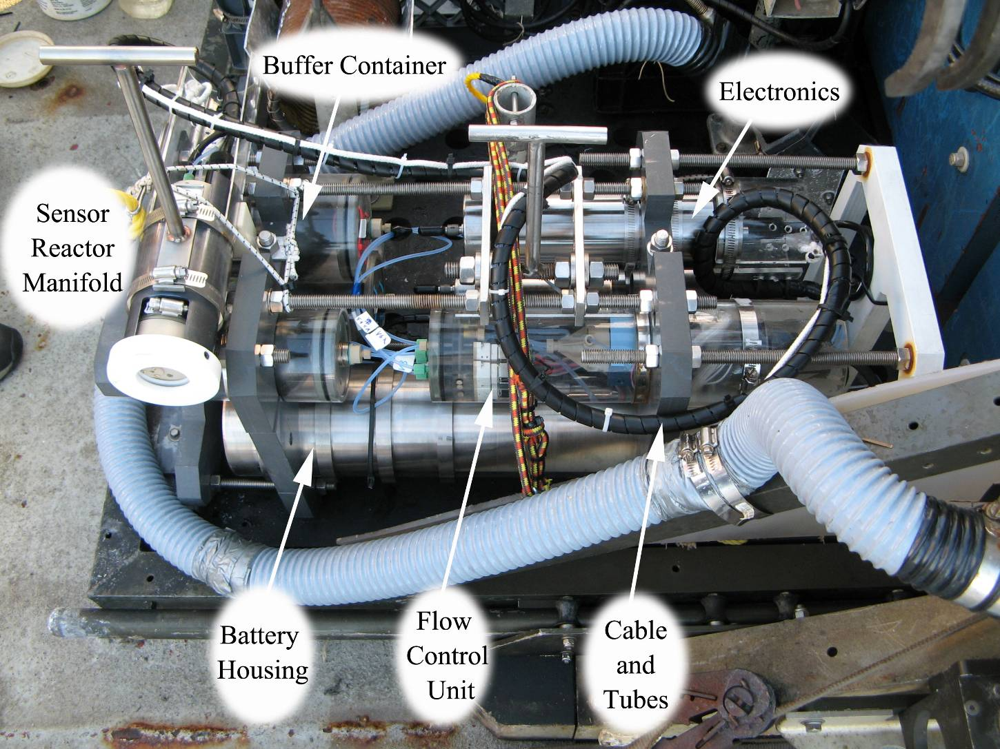 Buffer Container
Electronics
Sensor
Reactor
Manifold
Battery
Housing
Flow
Control
Unit
Cable
and
Tubes